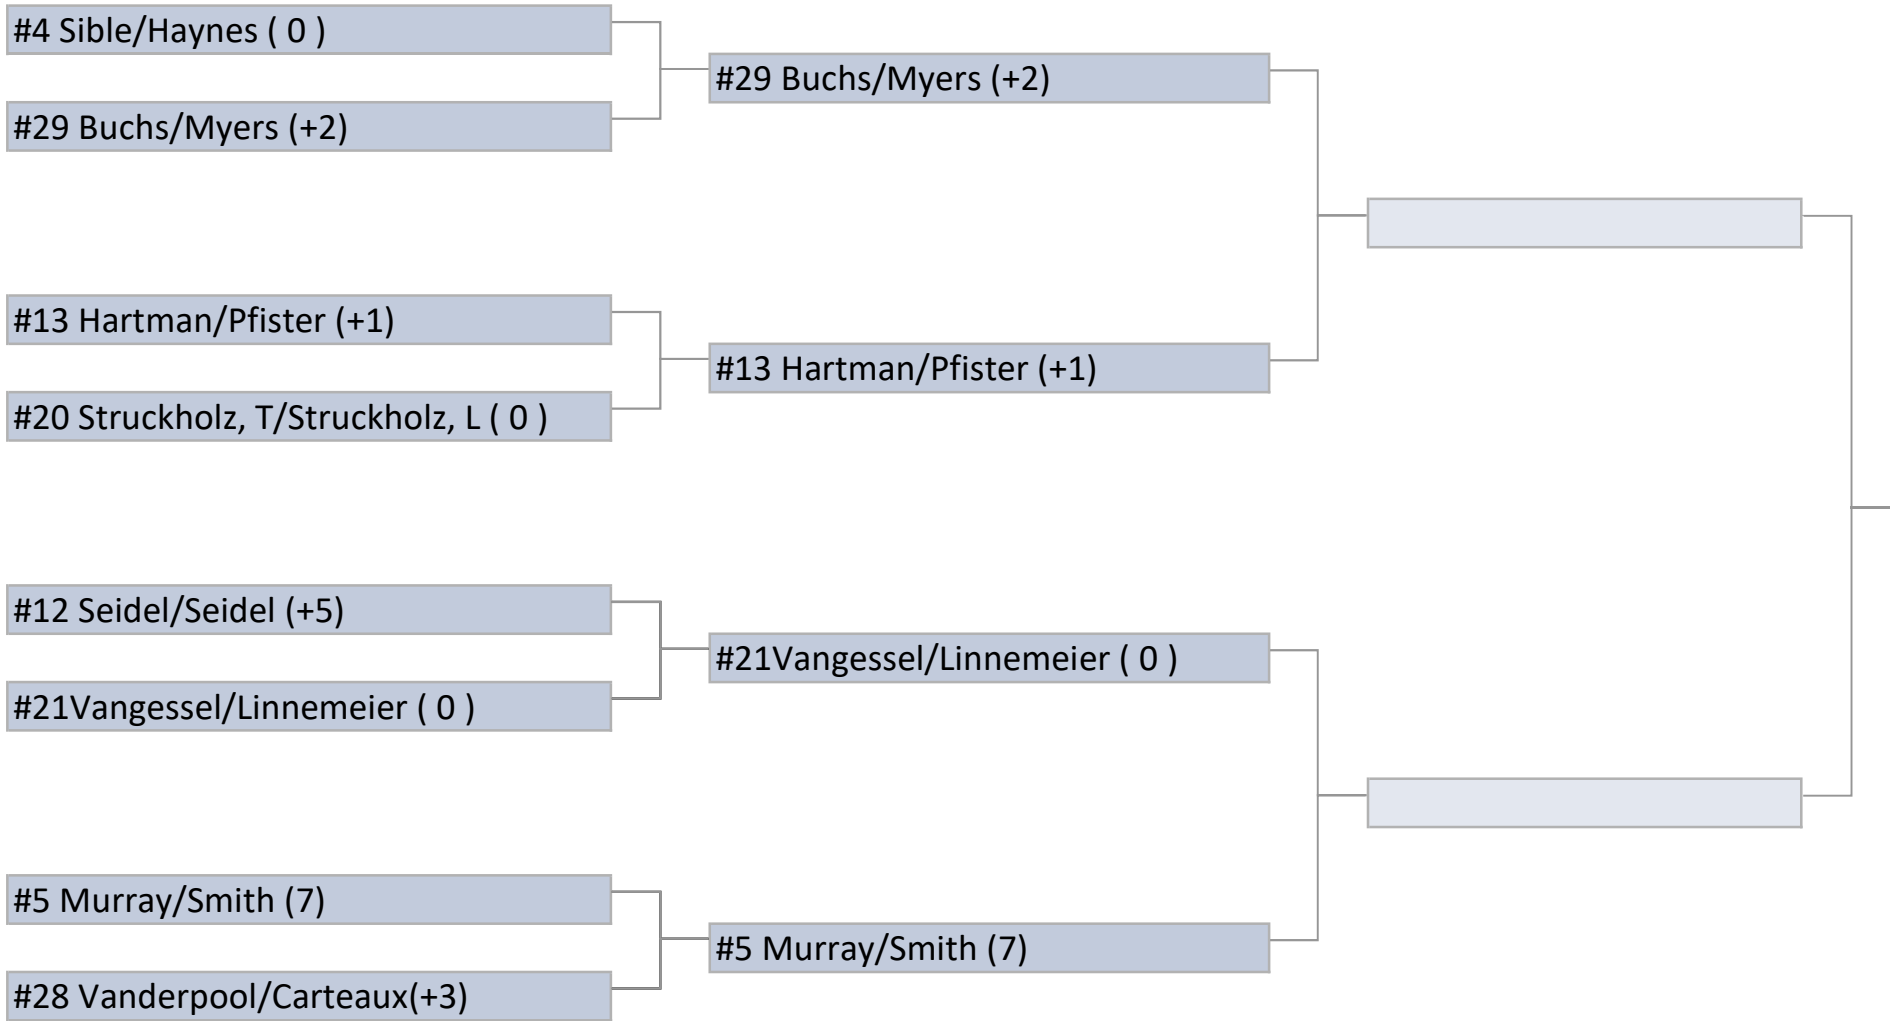 #4 Sible/Haynes ( 0 )
#29 Buchs/Myers (+2)
#29 Buchs/Myers (+2)
#13 Hartman/Pfister (+1)
#13 Hartman/Pfister (+1)
#20 Struckholz, T/Struckholz, L ( 0 )
#12 Seidel/Seidel (+5)
#21Vangessel/Linnemeier ( 0 )
#21Vangessel/Linnemeier ( 0 )
#5 Murray/Smith (7)
#5 Murray/Smith (7)
#28 Vanderpool/Carteaux(+3)